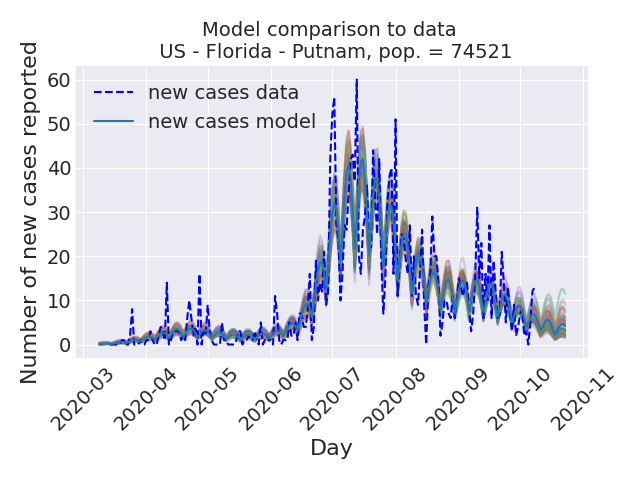 Model comparison to data
US - Florida - Putnam, pop. = 74521
Number of new cases reported
60
50
40
30
20
10
0
new cases data
new cases model
2020-03
2020-04
2020-05
2020-06
2020-07
2020-08
2020-09
2020-10
2020-11
Day